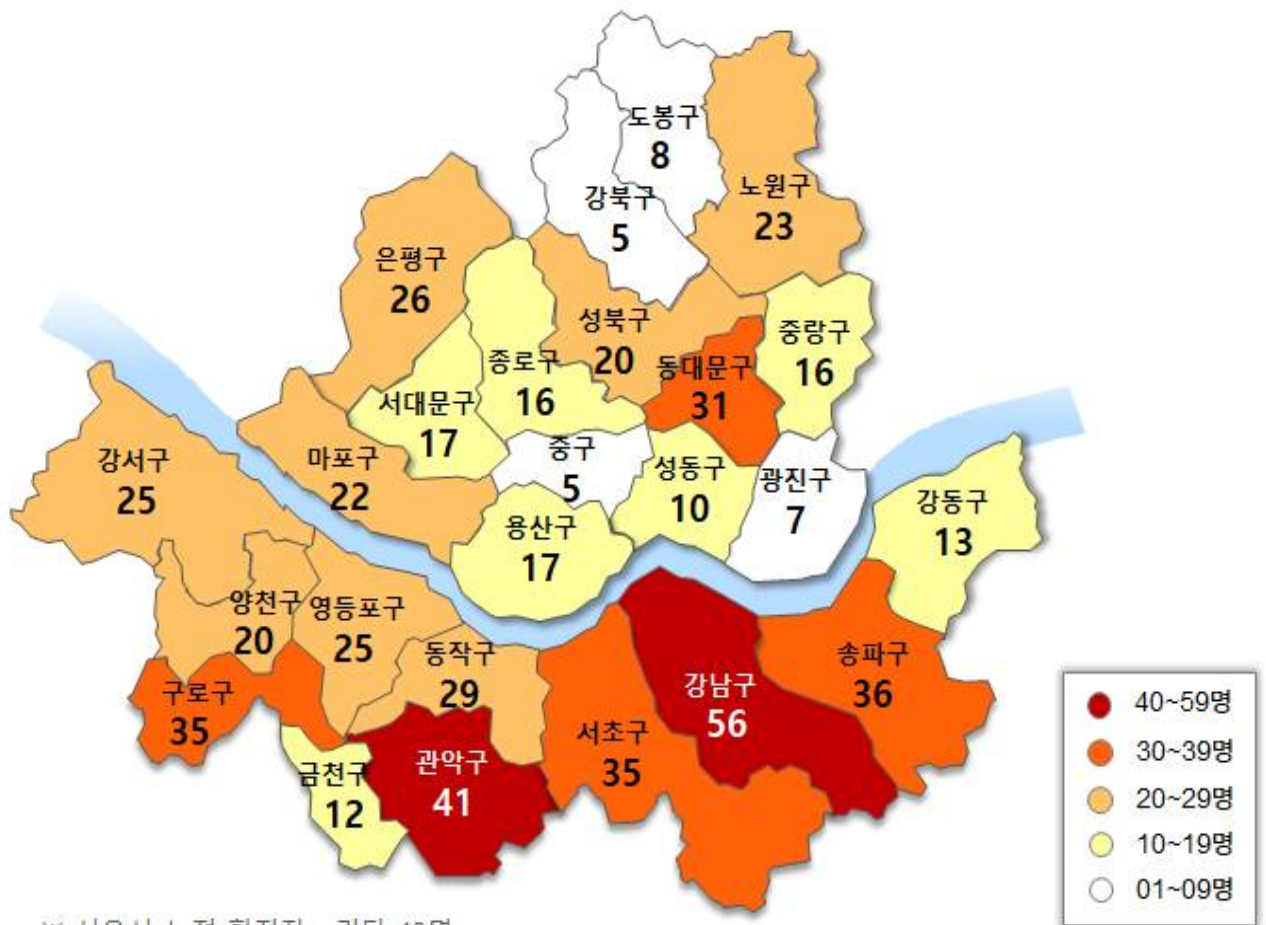 도봉구
8
강북구
5
노원구
23
은평구
26
성북구
20
중랑구
16
종로구
16
동대문구
31
서대문구
17
중구
5
성동구
10
광진구
7
마포구
22
강서구
25
용산구
17
강동구
13
양천구
20
영등포구
25
동작구
29
구로구
35
금천구
12
관악구
41
서초구
35
강남구
56
송파구
36
40~59명
30~39명
20~29명
10~19명
01~09명